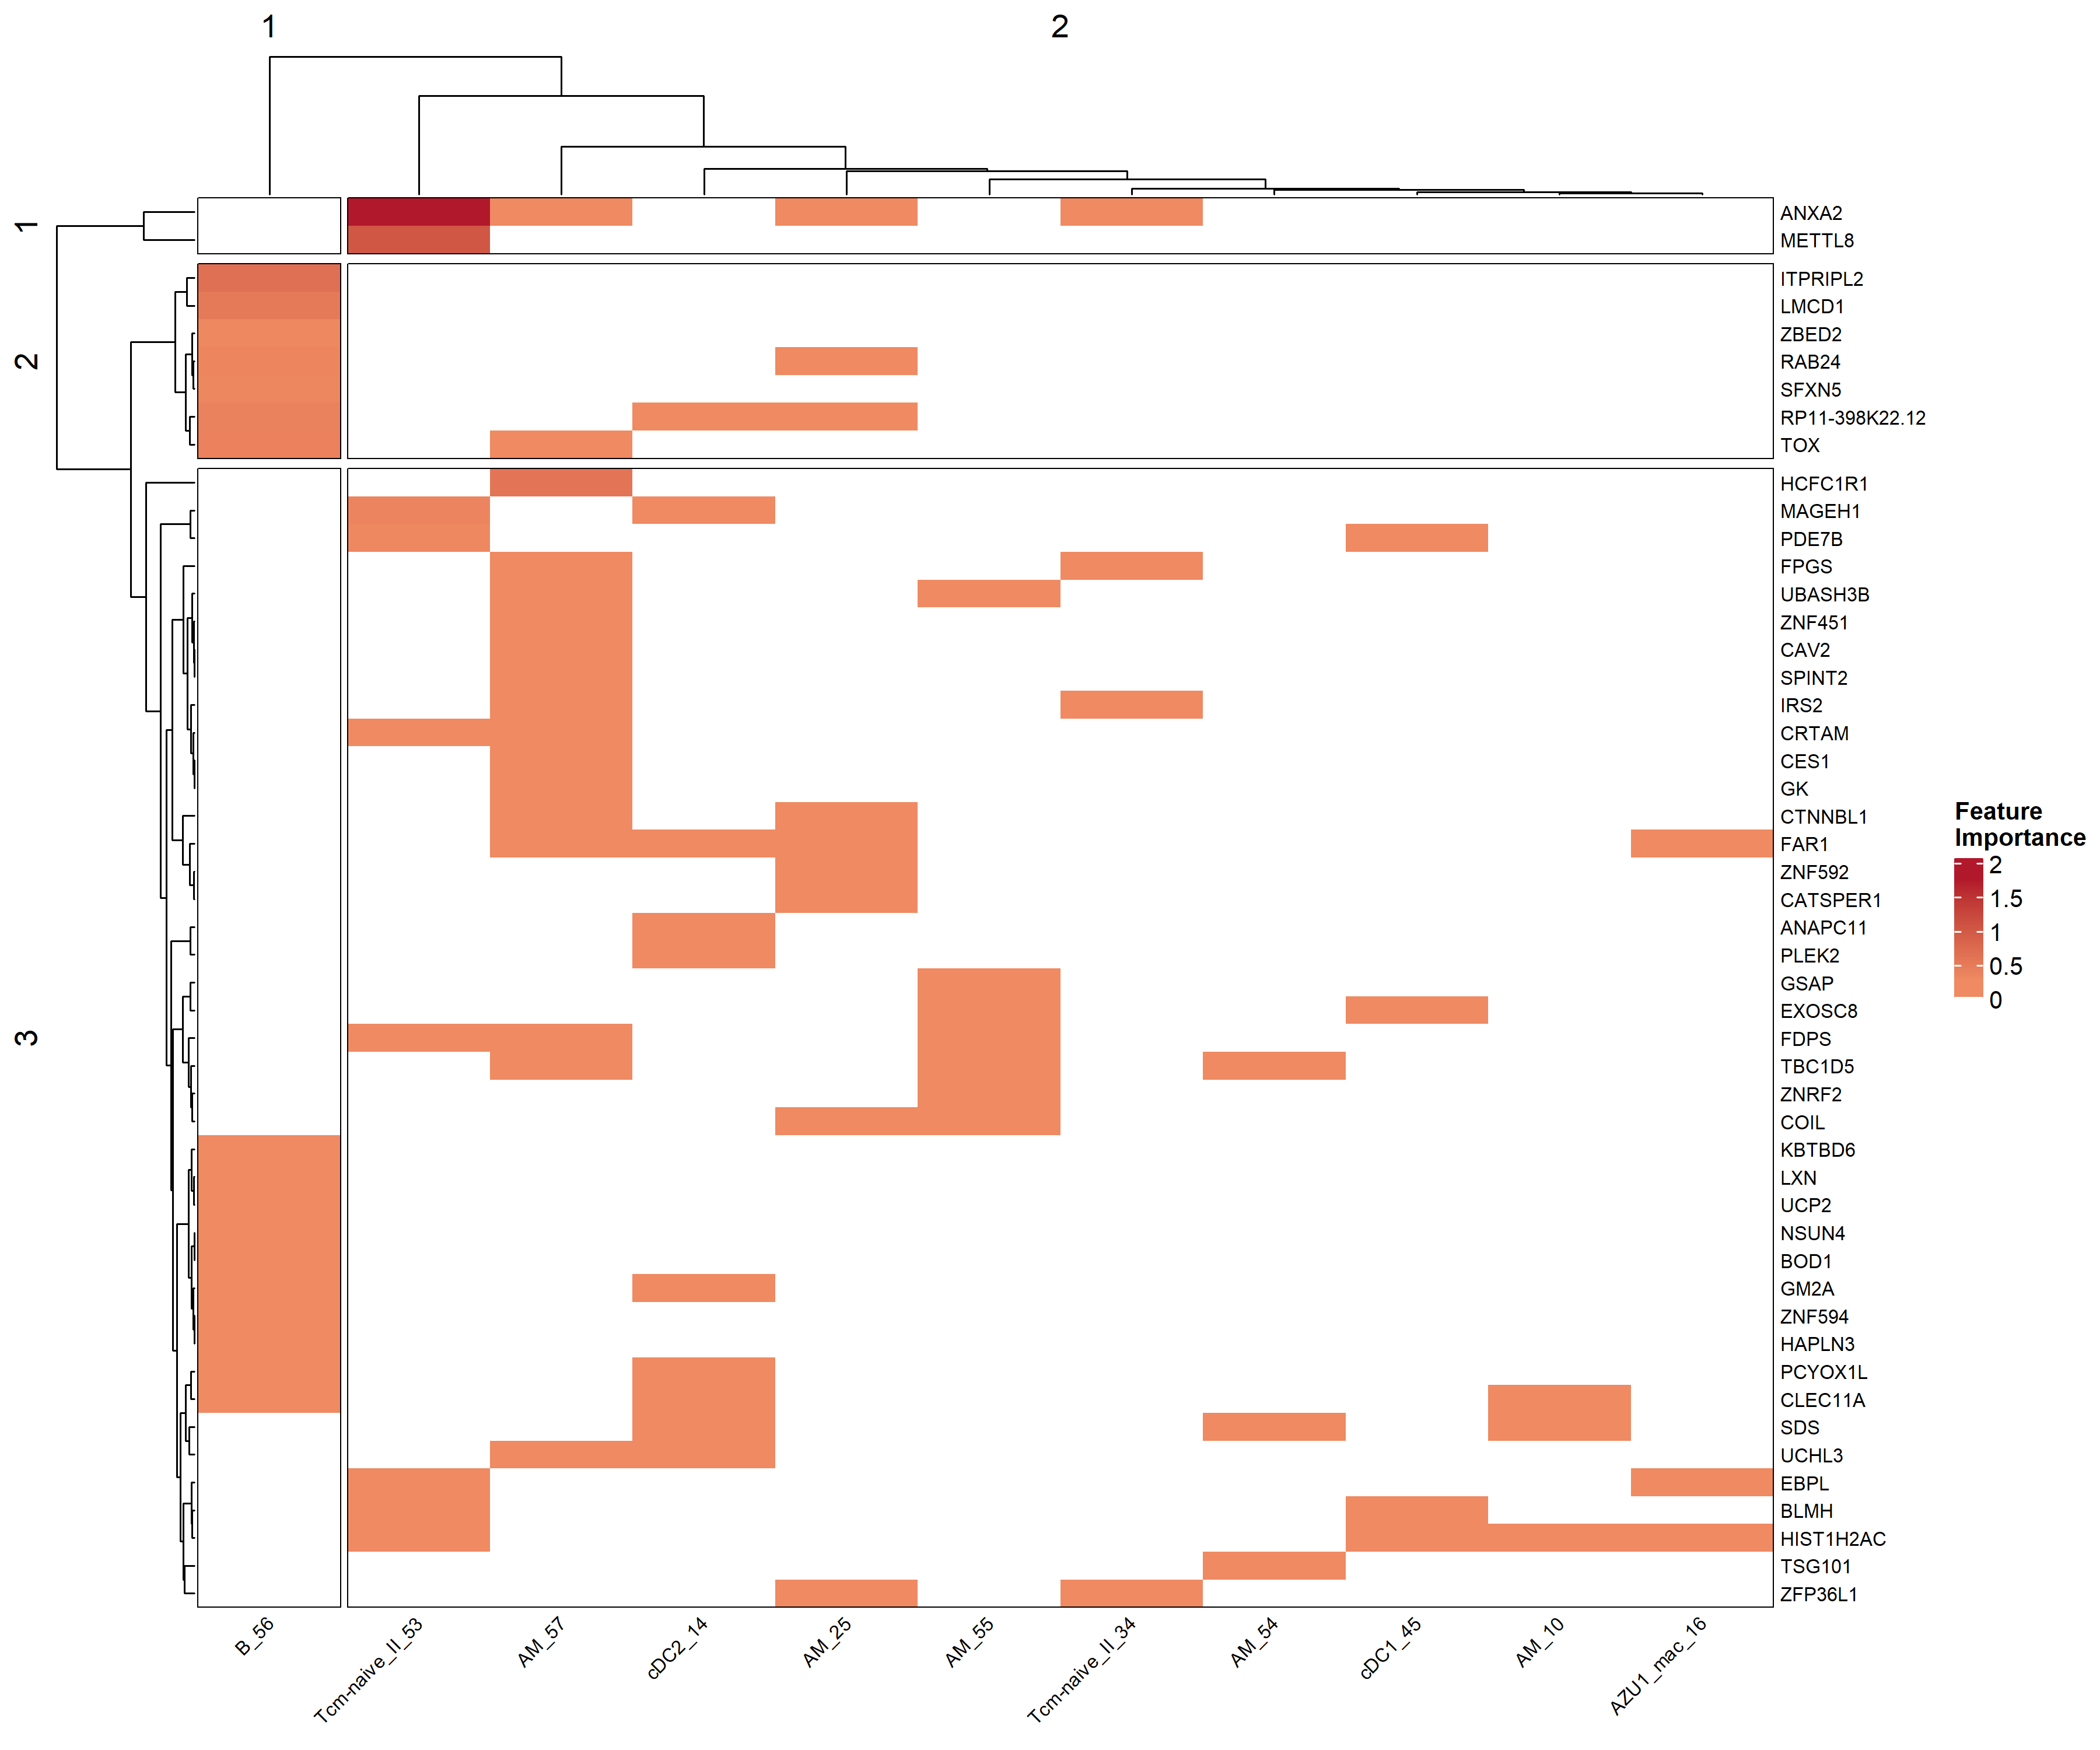 1
2
1
2
3
ANXA2
METTL8
ITPRIPL2
LMCD1
ZBED2
RAB24
SFXN5
RP11-398K22.12
TOX
HCFC1R1
MAGEH1
PDE7B
FPGS
UBASH3B
ZNF451
CAV2
SPINT2
IRS2
CRTAM
CES1
GK
CTNNBL1
FAR1
ZNF592
CATSPER1
ANAPC11
PLEK2
GSAP
EXOSC8
FDPS
TBC1D5
ZNRF2
COIL
KBTBD6
LXN
UCP2
NSUN4
BOD1
GM2A
ZNF594
HAPLN3
PCYOX1L
CLEC11A
SDS
UCHL3
EBPL
BLMH
HIST1H2AC
TSG101
ZFP36L1
Feature
Importance
2
1.5
1
0.5
0
B_56
Tcm-naive_II_53
AM_57
cDC2_14
AM_25
AM_55
Tcm-naive_II_34
AM_54
cDC1_45
AM_10
AZU1_mac_16